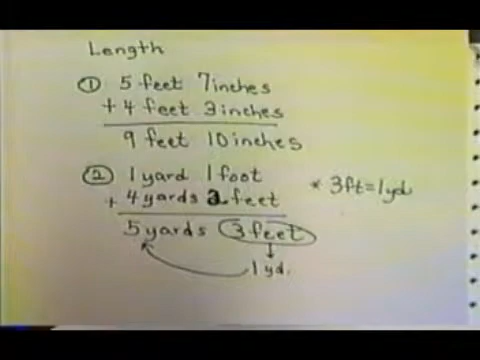 Length
① 5 feet 7 inches
+ 4 feet 3 inches
9 feet 10 inches
② 1 yard 1 foot
+ 4 yards 2 feet
* 3ft = 1yd
5 yards 3 feet
1 yd.